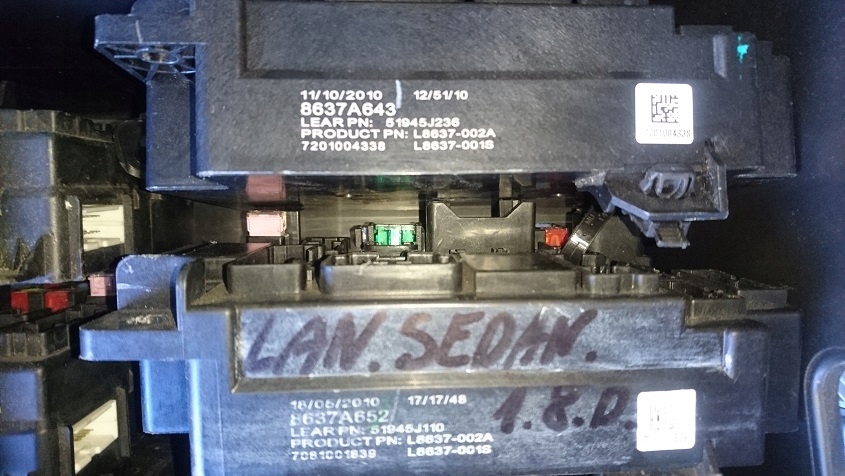 11/10/2010 12/51/10
8637A643
LEAR PN: 51945J236
PRODUCT PN: L8637-002A
7201004338 L8637-001S
7201004338
LAN. SEDAN.
1.8.D.
18/05/2010 17/17/48
8637A652
LEAR PN: 51945J110
PRODUCT PN: L8637-002A
7081001839 L8637-001S